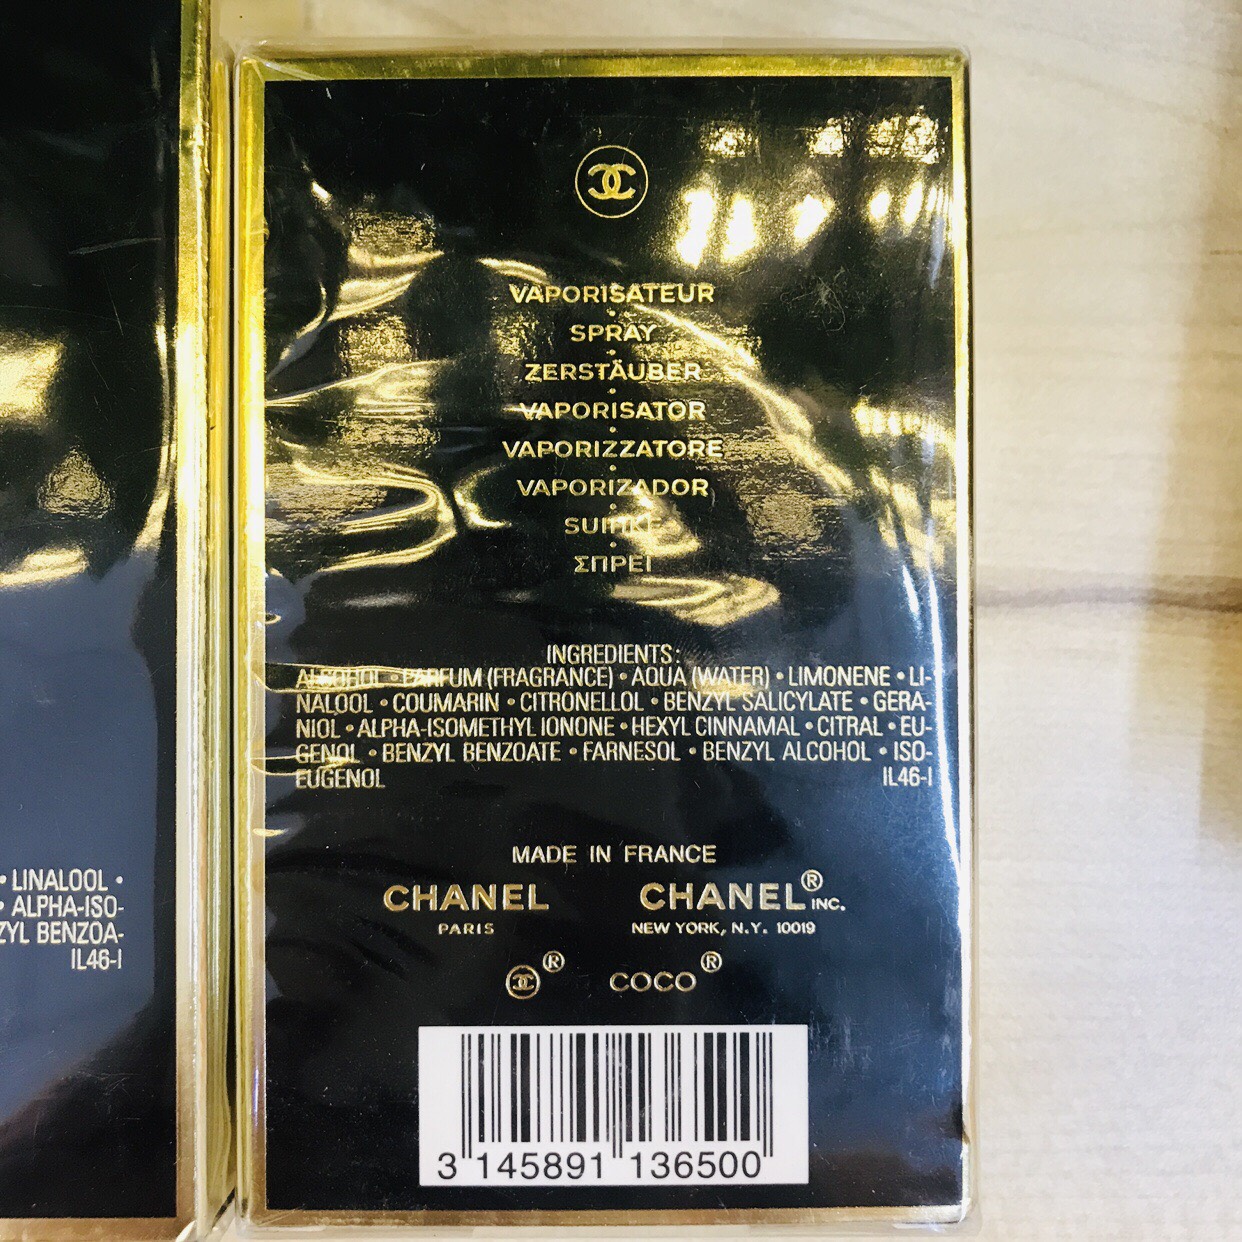 VAPORISATEUR
•
SPRAY
•
ZERSTÄUBER
•
VAPORISATOR
•
VAPORIZZATORE
•
VAPORIZADOR
•
•
ΣΠΡΕΪ
INGREDIENTS:
ALCOHOL • PARFUM (FRAGRANCE) • AQUA (WATER) • LIMONENE • LI-
NALOOL • COUMARIN • CITRONELLOL • BENZYL SALICYLATE • GERA-
NIOL • ALPHA-ISOMETHYL IONONE • HEXYL CINNAMAL • CITRAL • EU-
GENOL • BENZYL BENZOATE • FARNESOL • BENZYL ALCOHOL • ISO-
EUGENOL IL46-I
MADE IN FRANCE
CHANEL CHANEL® INC.
PARIS NEW YORK, N.Y. 10019
® COCO®
3 145891 136500
• LINALOOL •
• ALPHA-ISO-
ZYL BENZOA-
IL46-I